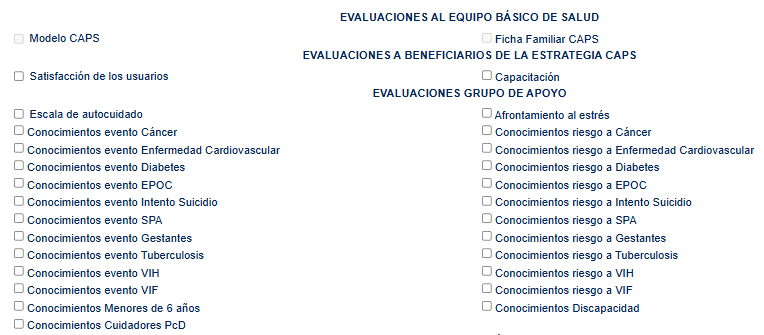 EVALUACIONES AL EQUIPO BÁSICO DE SALUD
Modelo CAPS Ficha Familiar CAPS
EVALUACIONES A BENEFICIARIOS DE LA ESTRATEGIA CAPS
Satisfacción de los usuarios Capacitación
EVALUACIONES GRUPO DE APOYO
Escala de autocuidado Afrontamiento al estrés
Conocimientos evento Cáncer Conocimientos riesgo a Cáncer
Conocimientos evento Enfermedad Cardiovascular Conocimientos riesgo a Enfermedad Cardiovascular
Conocimientos evento Diabetes Conocimientos riesgo a Diabetes
Conocimientos evento EPOC Conocimientos riesgo a EPOC
Conocimientos evento Intento Suicidio Conocimientos riesgo a Intento Suicidio
Conocimientos evento SPA Conocimientos riesgo a SPA
Conocimientos evento Gestantes Conocimientos riesgo a Gestantes
Conocimientos evento Tuberculosis Conocimientos riesgo a Tuberculosis
Conocimientos evento VIH Conocimientos riesgo a VIH
Conocimientos evento VIF Conocimientos riesgo a VIF
Conocimientos Menores de 6 años Conocimientos Discapacidad
Conocimientos Cuidadores PcD